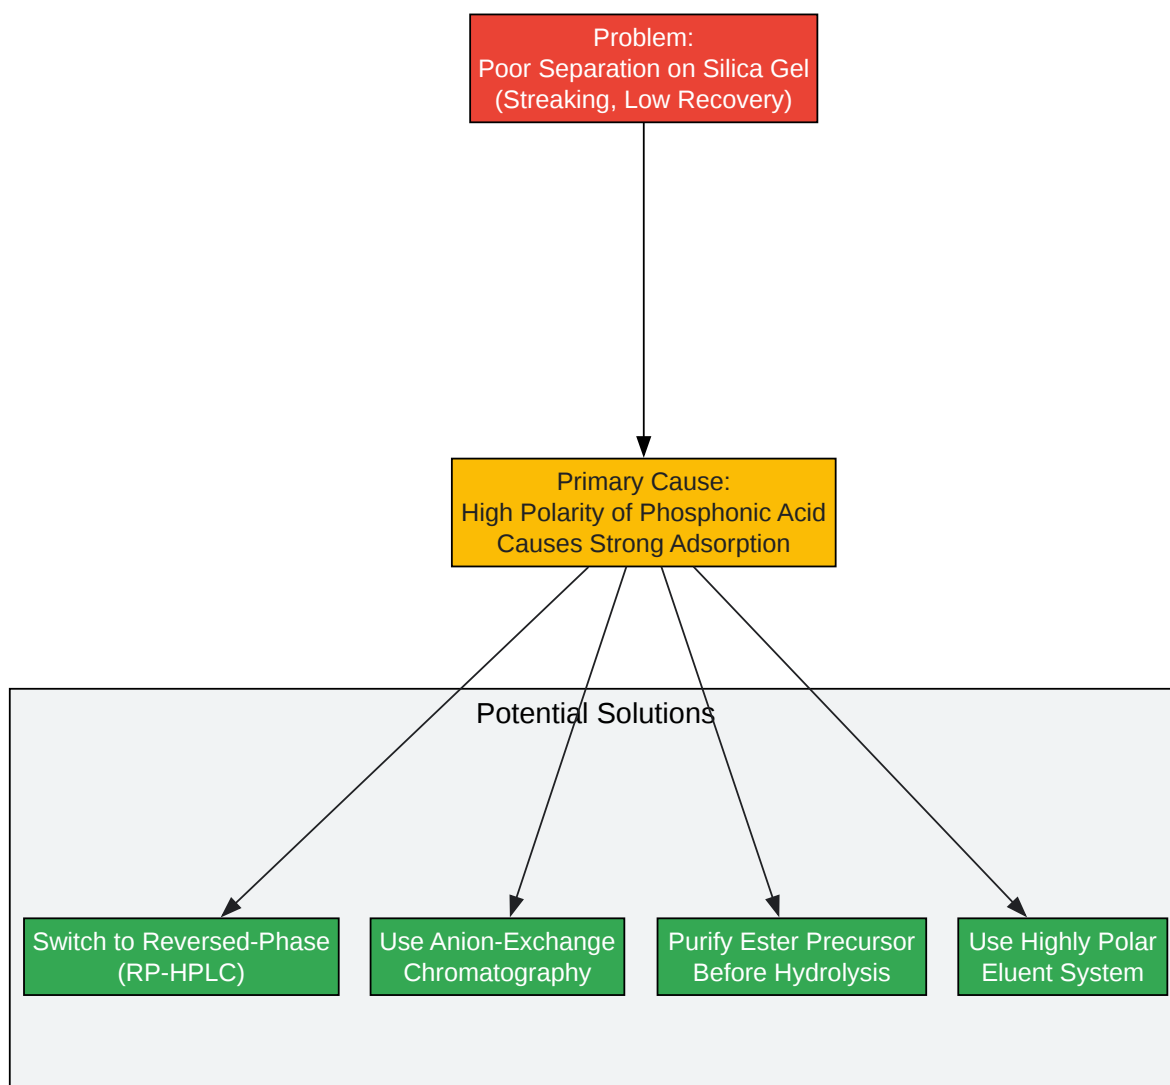 Problem:
Poor Separation on Silica Gel
(Streaking, Low Recovery)
Primary Cause:
High Polarity of Phosphonic Acid
Causes Strong Adsorption
Potential Solutions
Switch to Reversed-Phase
(RP-HPLC)
Use Anion-Exchange
Chromatography
Purify Ester Precursor
Before Hydrolysis
Use Highly Polar
Eluent System